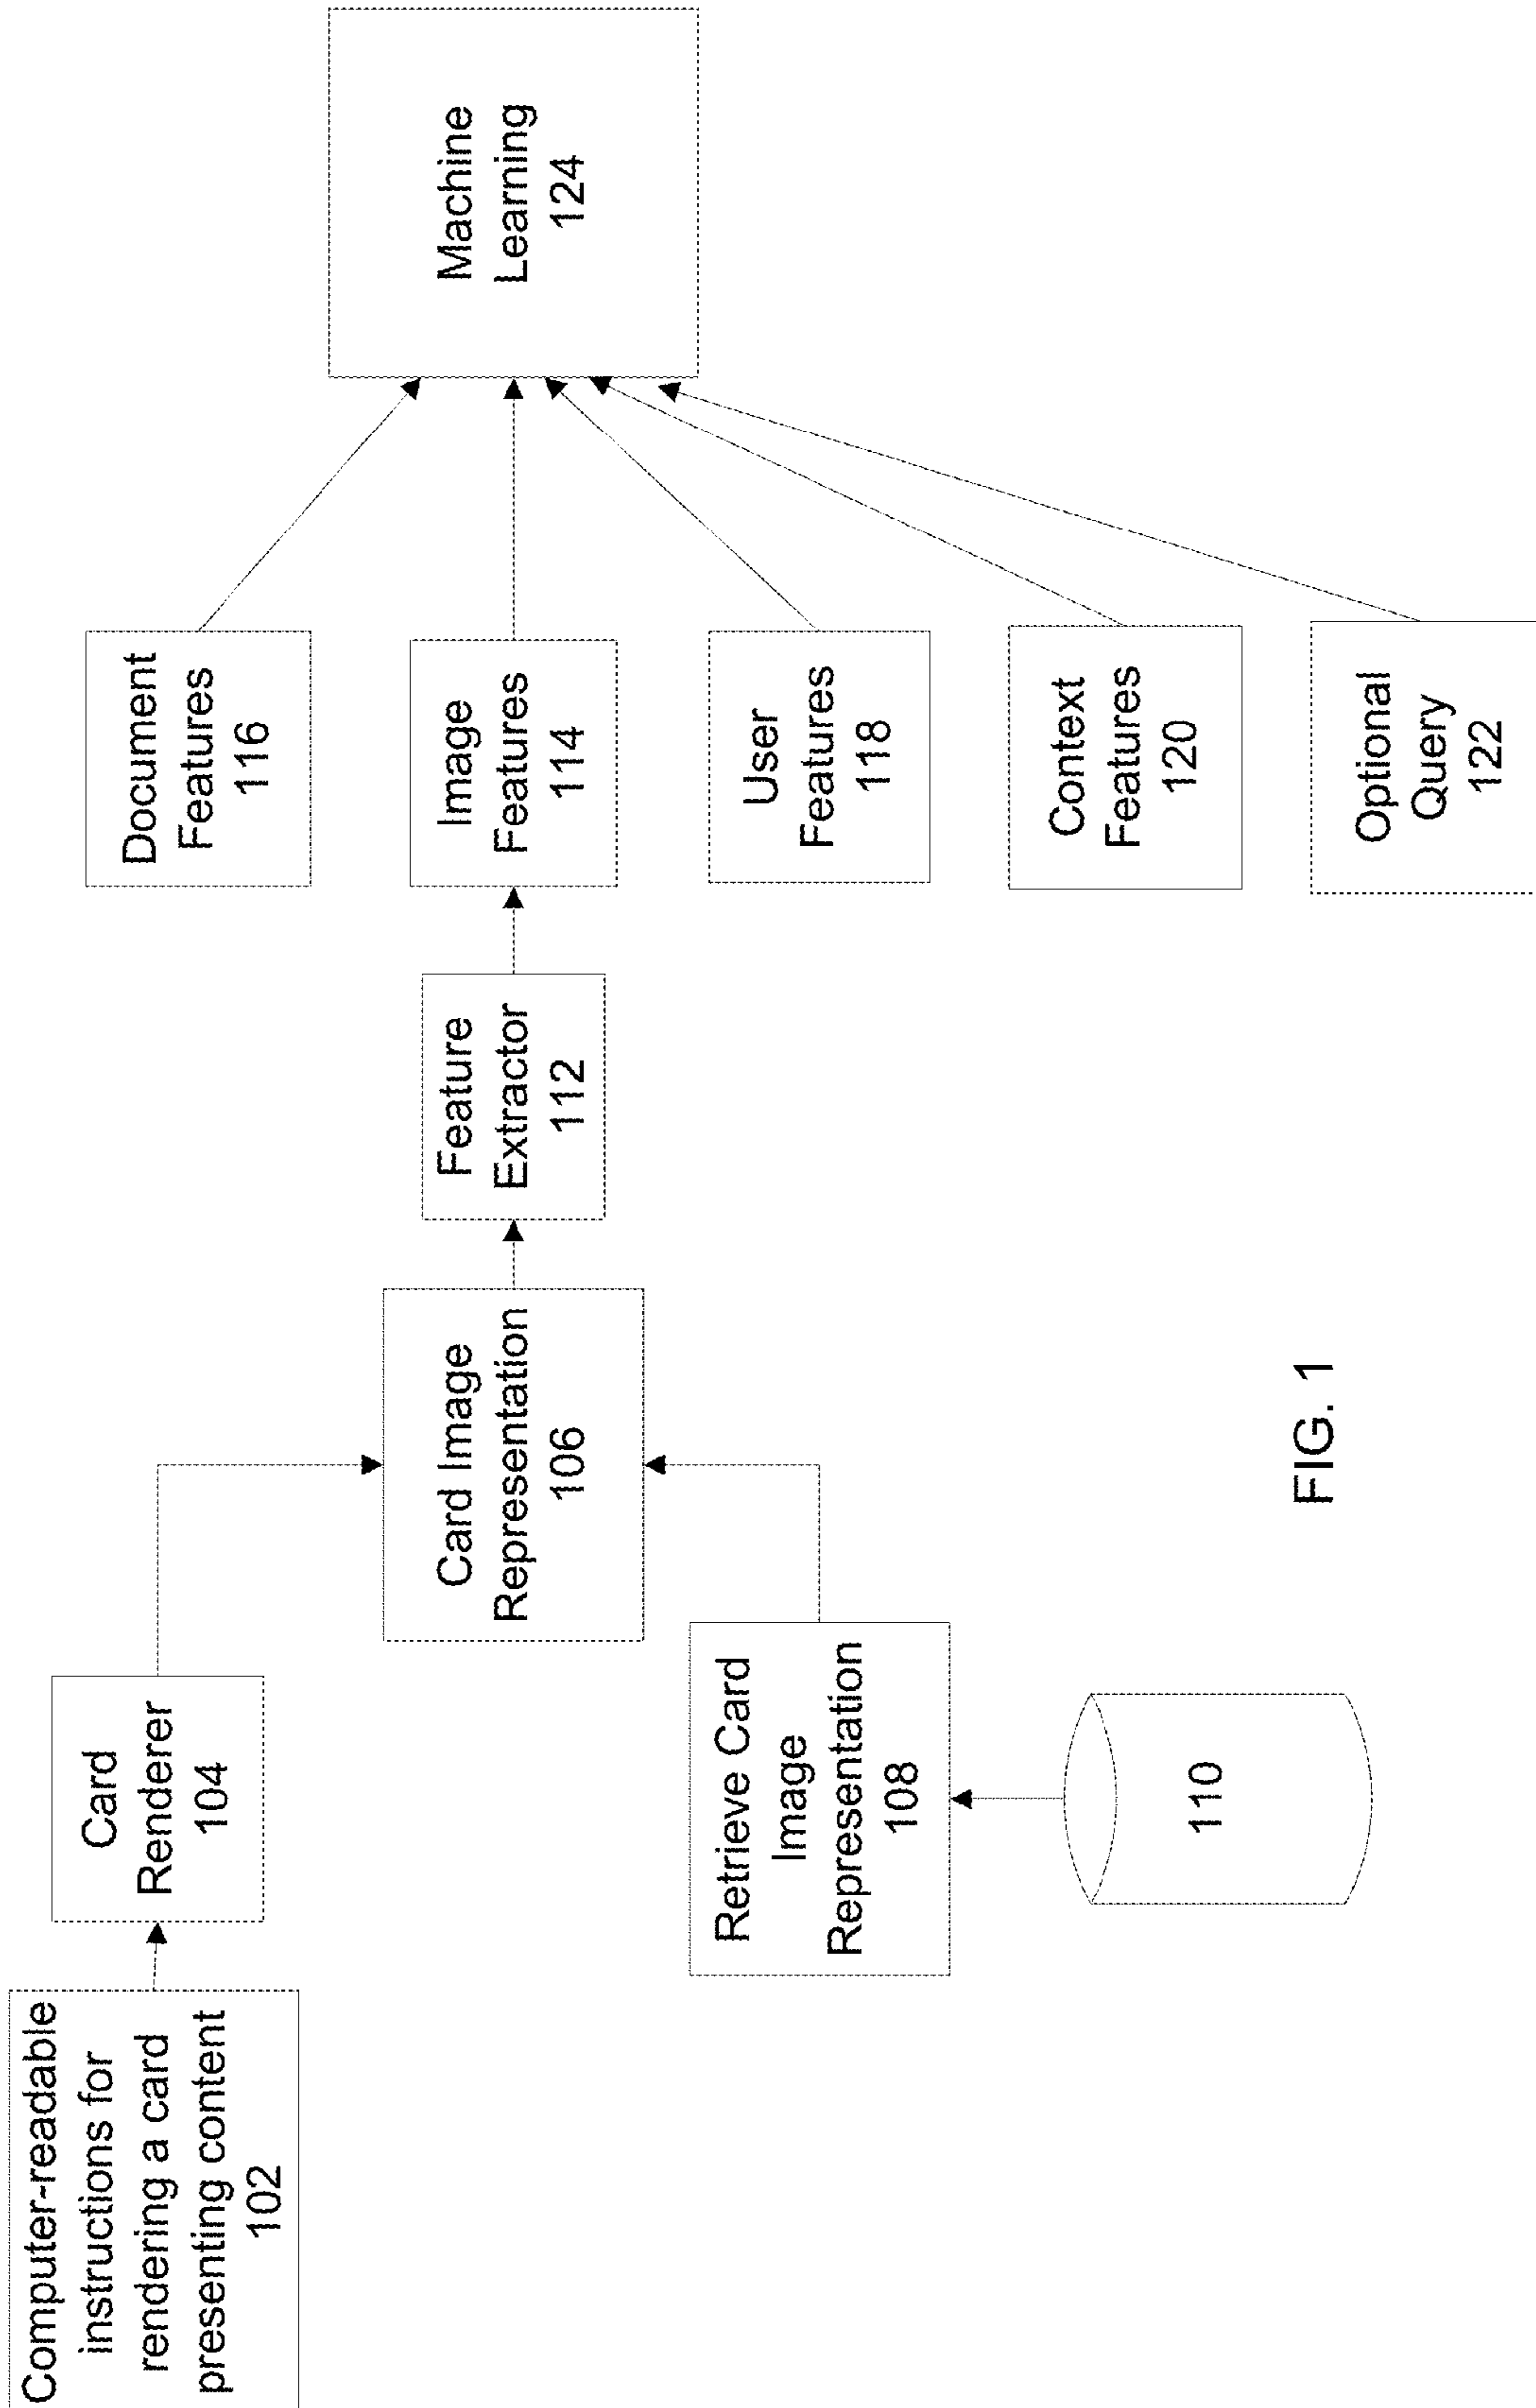 Computer-readable
instructions for
rendering a card
presenting content
102
Card
Renderer
104
Card Image
Representation
106
Retrieve Card
Image
Representation
108
110
Feature
Extractor
112
Document
Features
116
Image
Features
114
User
Features
118
Context
Features
120
Optional
Query
122
Machine
Learning
124
FIG. 1